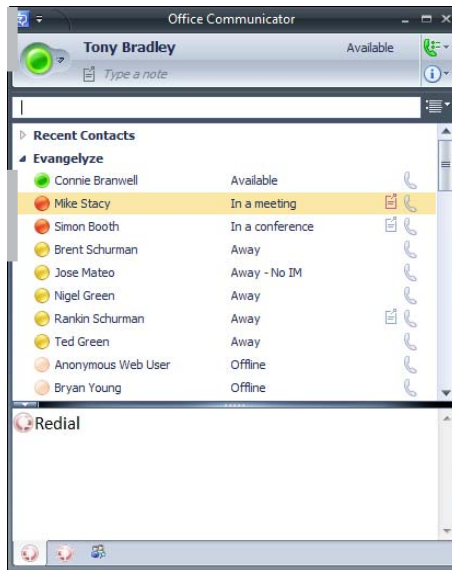 Office Communicator
Tony Bradley Available
Type a note
Recent Contacts
Evangelyze
Connie Branwell Available
Mike Stacy In a meeting
Simon Booth In a conference
Brent Schurman Away
Jose Mateo Away - No IM
Nigel Green Away
Rankin Schurman Away
Ted Green Away
Anonymous Web User Offline
Bryan Young Offline
Redial